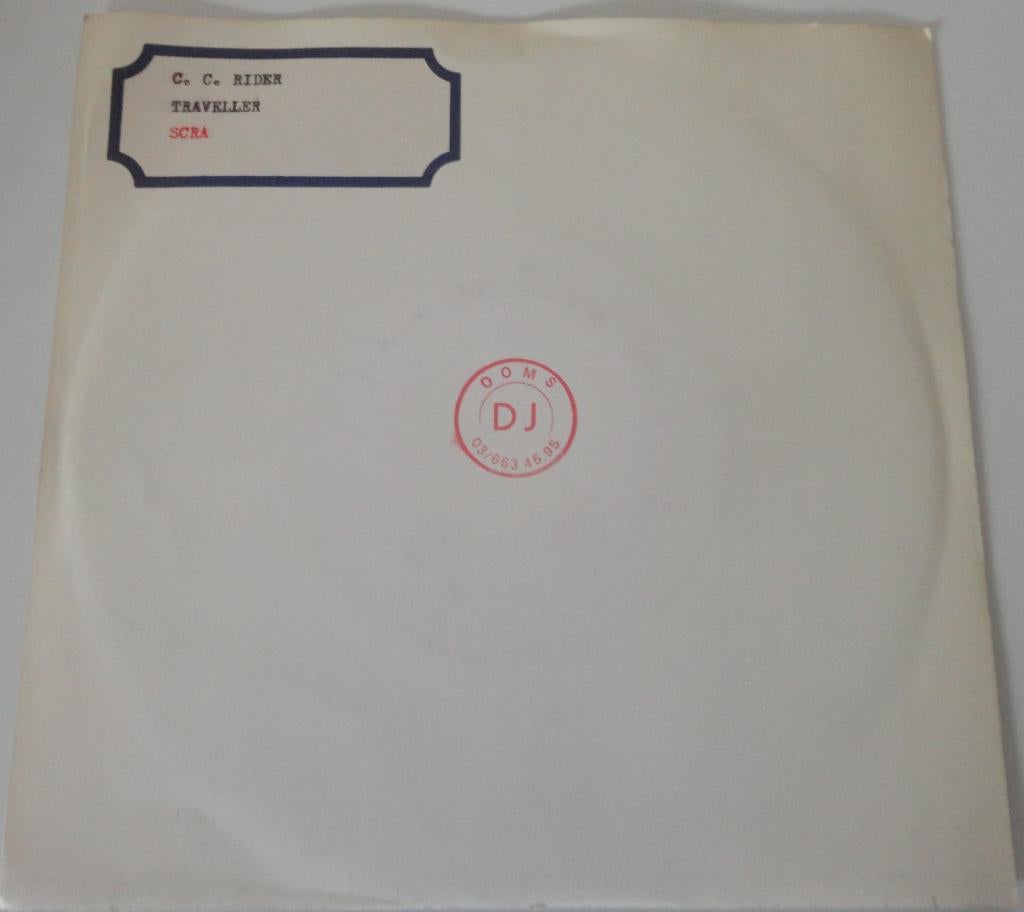 C. C. RIDER
TRAVELLER
SCRA
OOMS
DJ
03/663 45.95